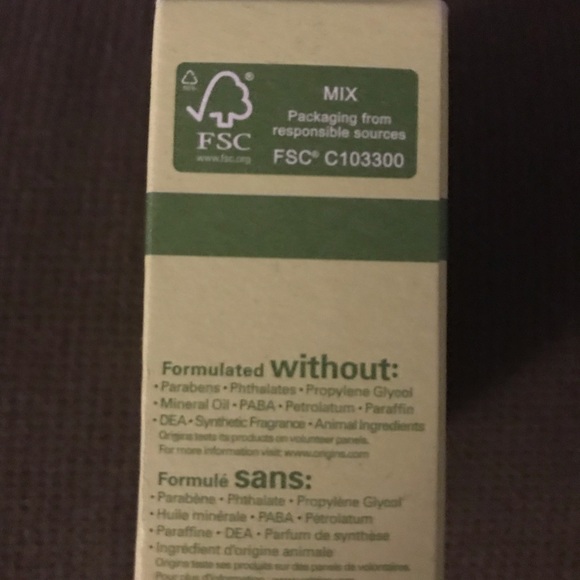 FSC®
www.fsc.org
MIX
Packaging from
responsible sources
FSC® C103300
Formulated without:
• Parabens • Phthalates • Propylene Glycol
• Mineral Oil • PABA • Petrolatum • Paraffin
• DEA • Synthetic Fragrance • Animal Ingredients
Origins tests its products on volunteer panels.
For more information visit: www.origins.com
Formulé sans:
• Parabène • Phthalate • Propylène Glycol
• Huile minérale • PABA • Pétrolatum
• Paraffine • DEA • Parfum de synthèse
• Ingrédient d'origine animale
Origins teste ses produits sur des panels de volontaires.
Pour plus d'information